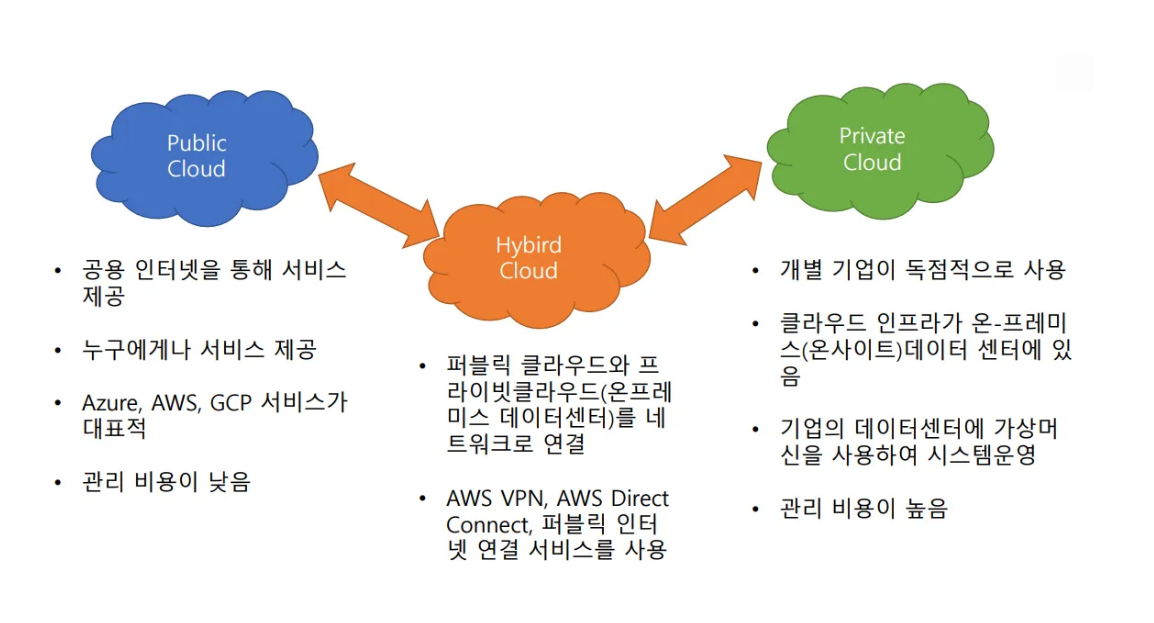 Public
Cloud
• 공용 인터넷을 통해 서비스
제공
• 누구에게나 서비스 제공
• Azure, AWS, GCP 서비스가
대표적
• 관리 비용이 낮음
Hybird
Cloud
• 퍼블릭 클라우드와 프
라이빗클라우드(온프레
미스 데이터센터)를 네
트워크로 연결
• AWS VPN, AWS Direct
Connect, 퍼블릭 인터
넷 연결 서비스를 사용
Private
Cloud
• 개별 기업이 독점적으로 사용
• 클라우드 인프라가 온-프레미
스(온사이트)데이터 센터에 있
음
• 기업의 데이터센터에 가상머
신을 사용하여 시스템운영
• 관리 비용이 높음